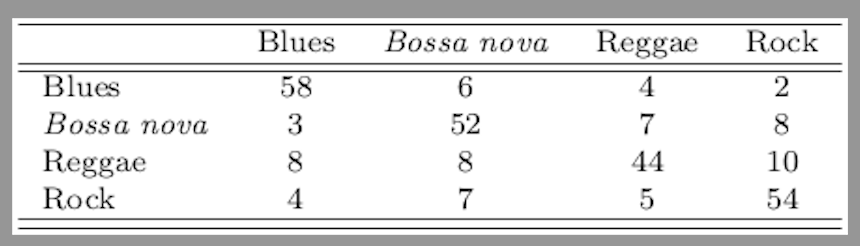 Blues Bossa nova Reggae Rock
Blues 58 6 4 2
Bossa nova 3 52 7 8
Reggae 8 8 44 10
Rock 4 7 5 54